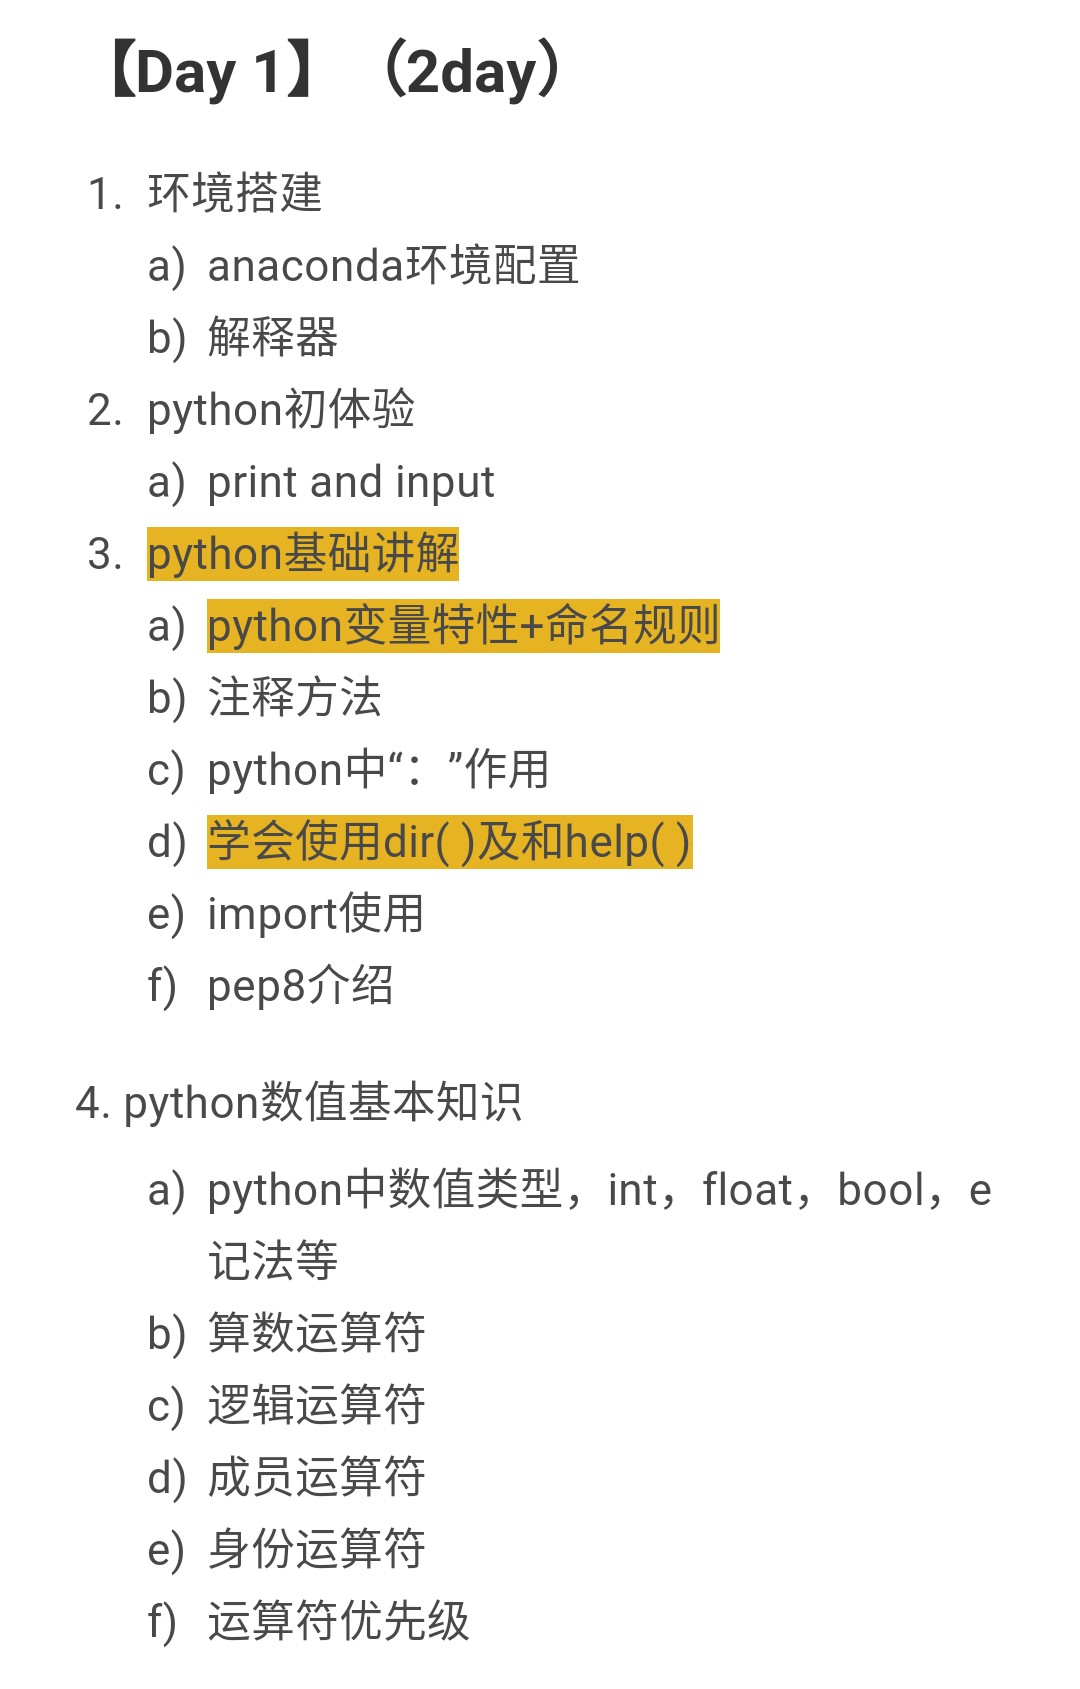 【Day 1】（2day）
1. 环境搭建
a) anaconda环境配置
b) 解释器
2. python初体验
a) print and input
3. python基础讲解
a) python变量特性+命名规则
b) 注释方法
c) python中“：”作用
d) 学会使用dir( )及和help( )
e) import使用
f) pep8介绍
4. python数值基本知识
a) python中数值类型，int，float，bool，e
记法等
b) 算数运算符
c) 逻辑运算符
d) 成员运算符
e) 身份运算符
f) 运算符优先级